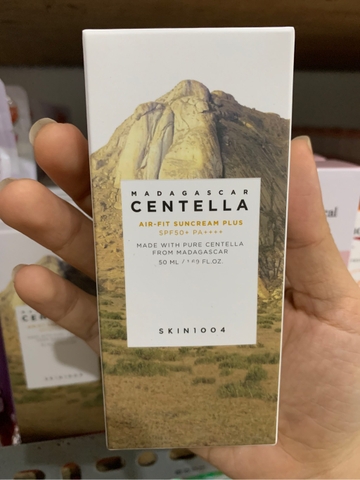 MADAGASCAR
CENTELLA
AIR-FIT SUNCREAM PLUS
SPF50+ PA++++
MADE WITH PURE CENTELLA
FROM MADAGASCAR
50 ML / 1.69 FL.OZ.
SKIN1004